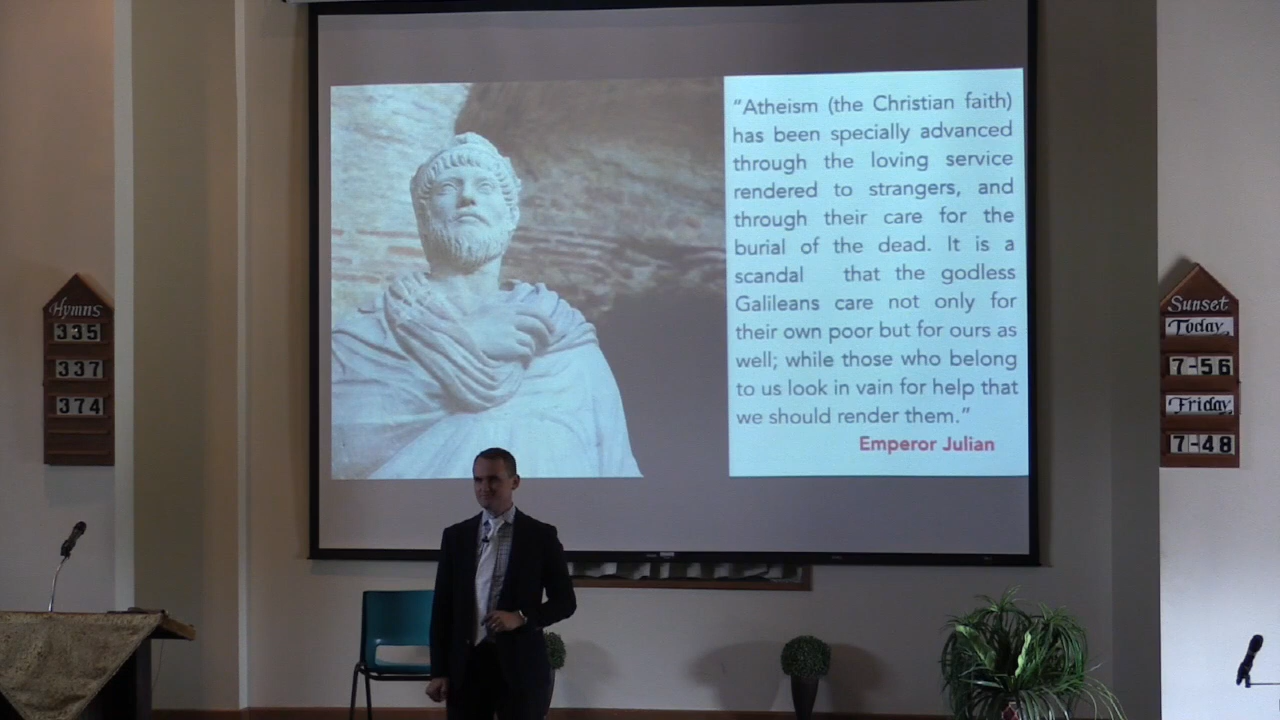 Hymns
335
337
374
"Atheism (the Christian faith)
has been specially advanced
through the loving service
rendered to strangers, and
through their care for the
burial of the dead. It is a
scandal that the godless
Galileans care not only for
their own poor but for ours as
well; while those who belong
to us look in vain for help that
we should render them."
Emperor Julian
Sunset
Today
7-56
Friday
7-48